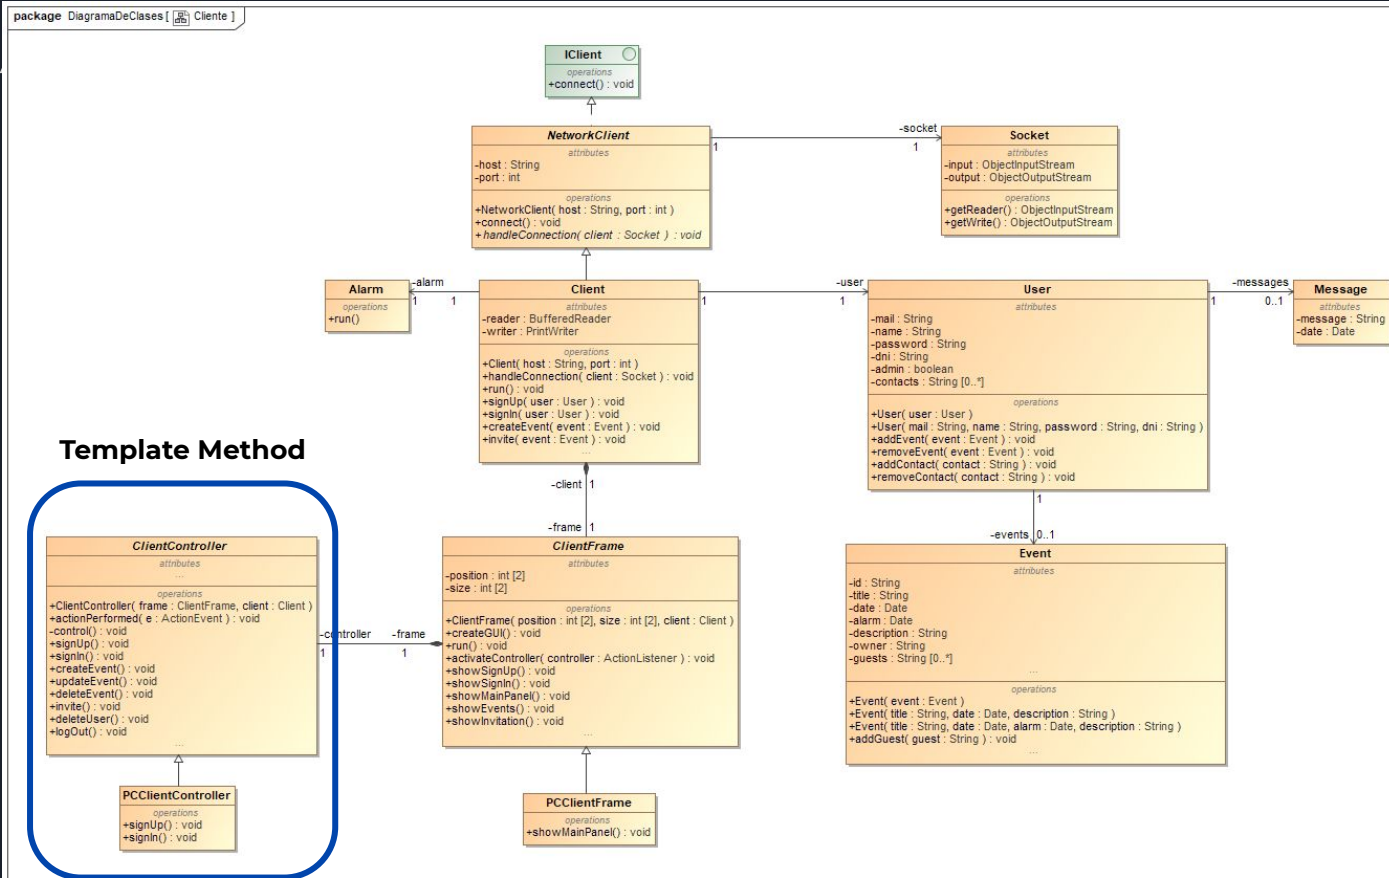 package DiagramaDeClases [ Cliente ]
IClient
operations
+connect() : void
NetworkClient
attributes
-host : String
-port : int
operations
+NetworkClient( host : String, port : int )
+connect() : void
+handleConnection( client : Socket ) : void
1
-socket
1
Socket
attributes
-input : ObjectInputStream
-output : ObjectOutputStream
operations
+getReader() : ObjectInputStream
+getWrite() : ObjectOutputStream
Alarm
operations
+run()
-alarm
1
1
Client
attributes
-reader : BufferedReader
-writer : PrintWriter
operations
+Client( host : String, port : int )
+handleConnection( client : Socket ) : void
+run() : void
+signUp( user : User ) : void
+signIn( user : User ) : void
+createEvent( event : Event ) : void
+invite( event : Event ) : void
...
1
-user
1
User
attributes
-mail : String
-name : String
-password : String
-dni : String
-admin : boolean
-contacts : String [0..*]
operations
+User( user : User )
+User( mail : String, name : String, password : String, dni : String )
+addEvent( event : Event ) : void
+removeEvent( event : Event ) : void
+addContact( contact : String ) : void
+removeContact( contact : String ) : void
1
-messages
0..1
Message
attributes
-message : String
-date : Date
Template Method
-client 1
-frame 1
1
-events 0..1
ClientController
attributes
...
operations
+ClientController( frame : ClientFrame, client : Client )
+actionPerformed( e : ActionEvent ) : void
-control() : void
+signUp() : void
+signIn() : void
+createEvent() : void
+updateEvent() : void
+deleteEvent() : void
+invite() : void
+deleteUser() : void
+logOut() : void
...
-controller
1
-frame
1
ClientFrame
attributes
-position : int [2]
-size : int [2]
operations
+ClientFrame( position : int [2], size : int [2], client : Client )
+createGUI() : void
+run() : void
+activateController( controller : ActionListener ) : void
+showSignUp() : void
+showSignIn() : void
+showMainPanel() : void
+showEvents() : void
+showInvitation() : void
...
Event
attributes
-id : String
-title : String
-date : Date
-alarm : Date
-description : String
-owner : String
-guests : String [0..*]
...
operations
+Event( event : Event )
+Event( title : String, date : Date, description : String )
+Event( title : String, date : Date, alarm : Date, description : String )
+addGuest( guest : String ) : void
...
PCClientController
operations
+signUp() : void
+signIn() : void
PCClientFrame
operations
+showMainPanel() : void